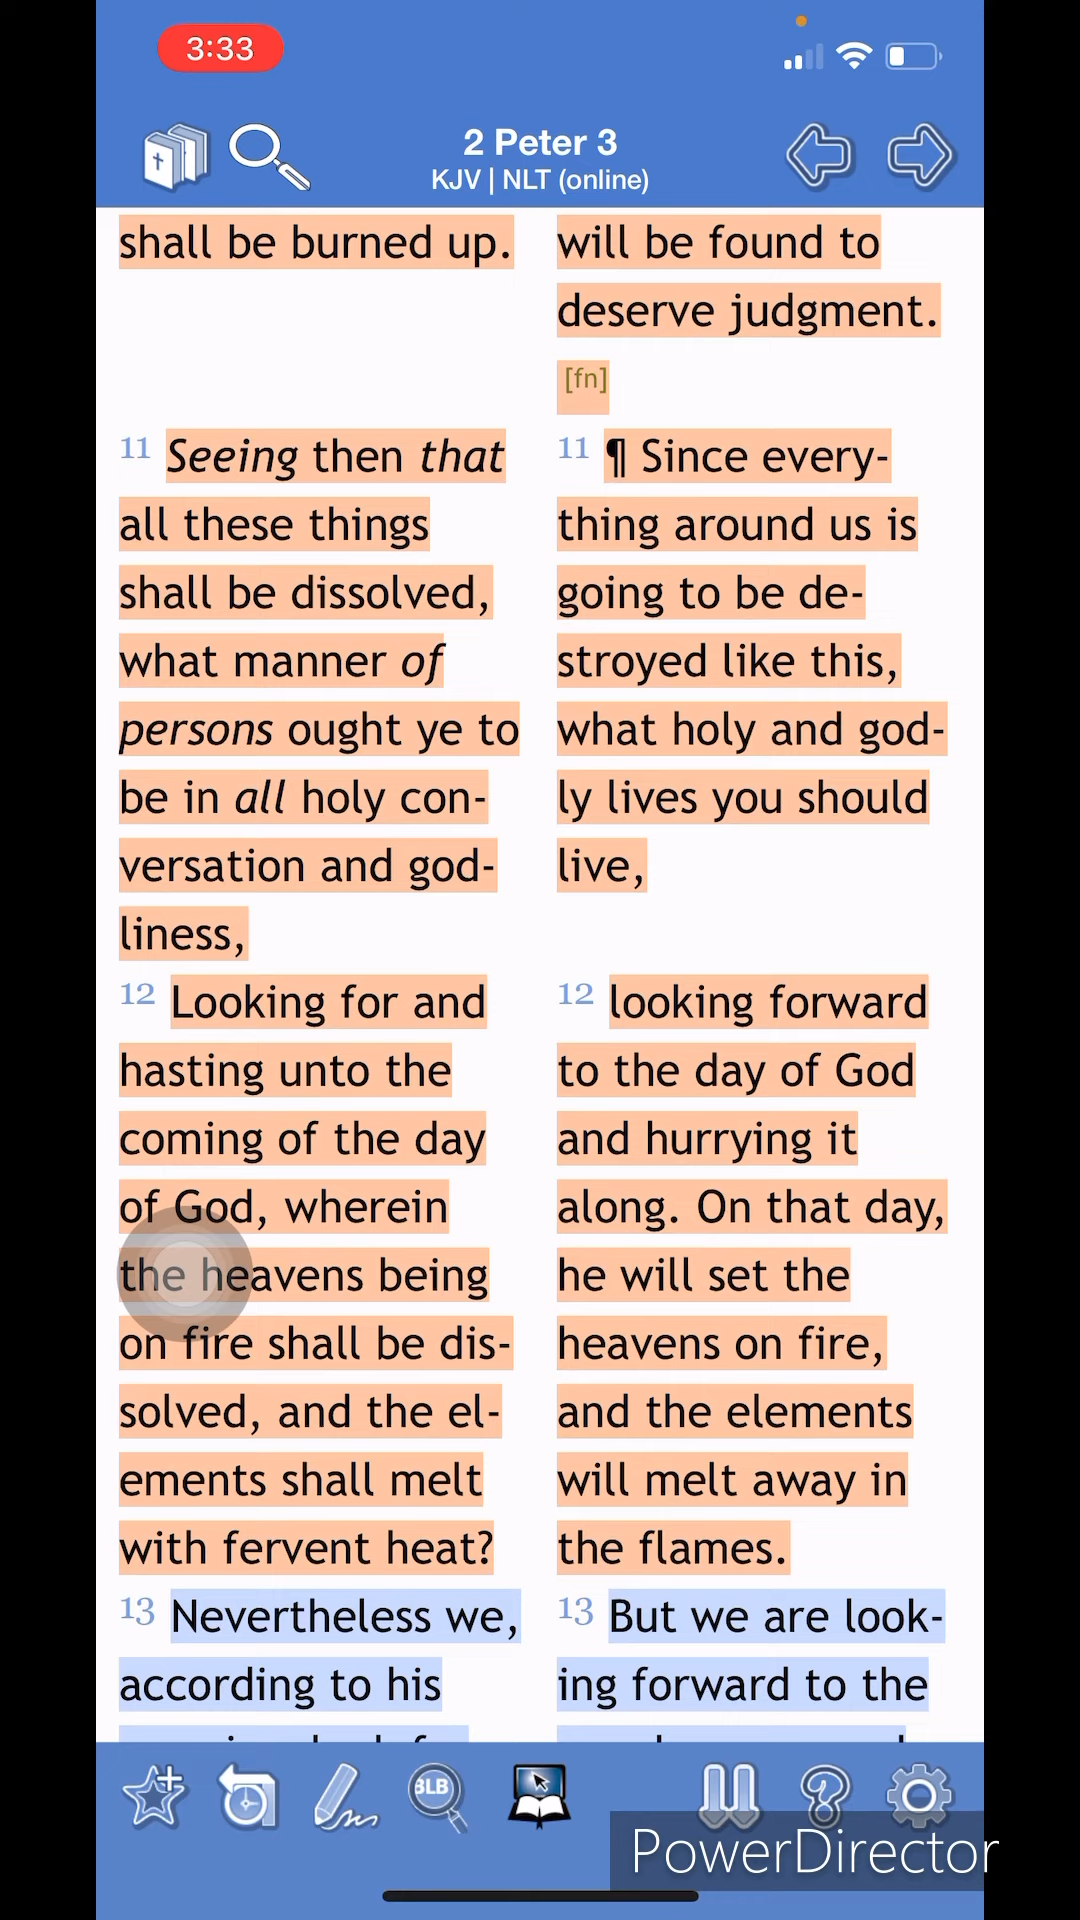 3:33
2 Peter 3
KJV | NLT (online)
shall be burned up.
11 Seeing then that
all these things
shall be dissolved,
what manner of
persons ought ye to
be in all holy con-
versation and god-
liness,
12 Looking for and
hasting unto the
coming of the day
of God, wherein
the heavens being
on fire shall be dis-
solved, and the el-
ements shall melt
with fervent heat?
13 Nevertheless we,
according to his
will be found to
deserve judgment.
[fn]
11 ¶ Since every-
thing around us is
going to be de-
stroyed like this,
what holy and god-
ly lives you should
live,
12 looking forward
to the day of God
and hurrying it
along. On that day,
he will set the
heavens on fire,
and the elements
will melt away in
the flames.
13 But we are look-
ing forward to the
BLB
PowerDirector